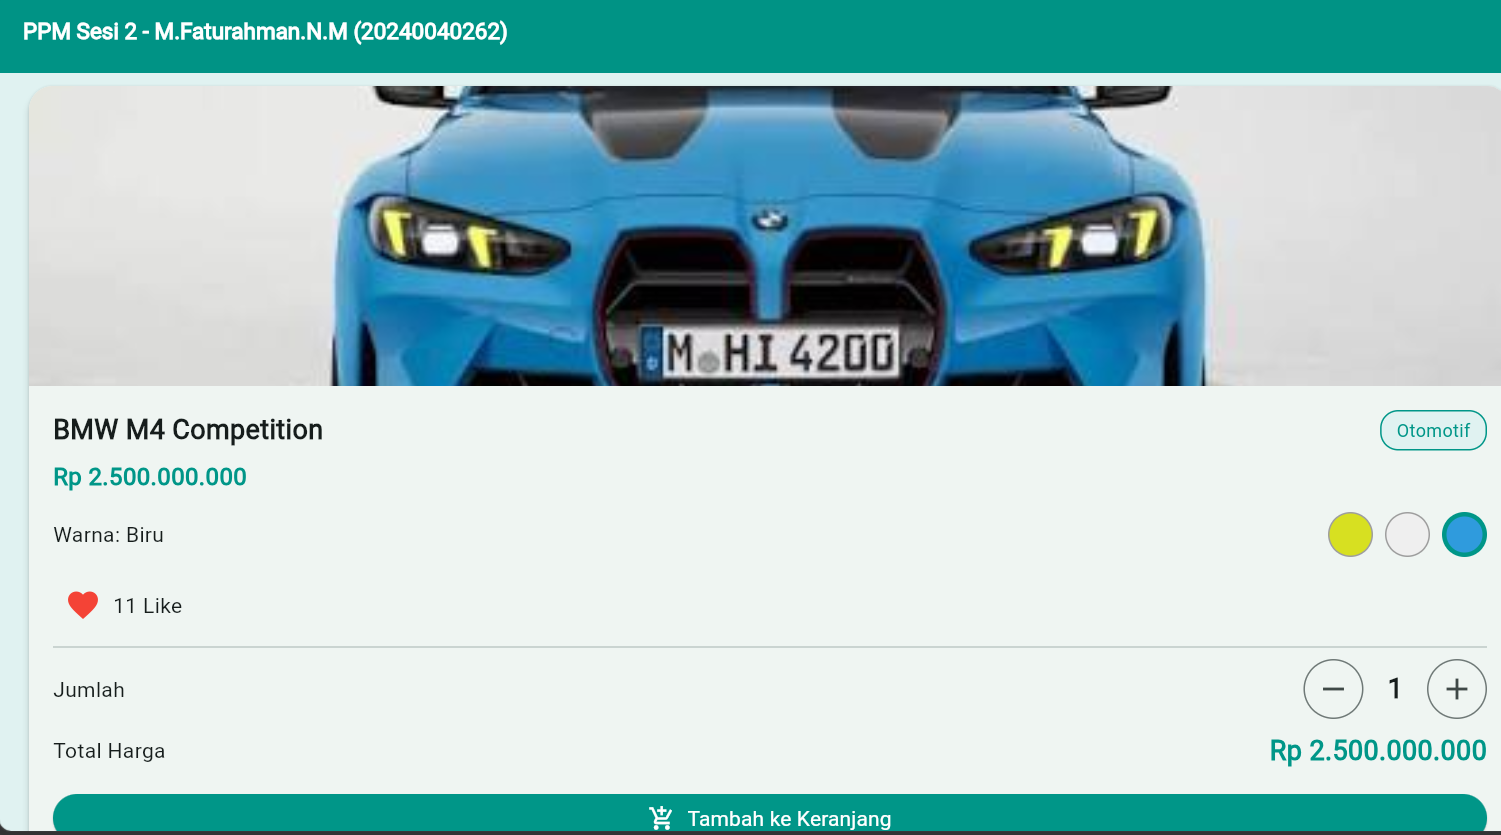 PPM Sesi 2 - M.Faturahman.N.M (20240040262)
M HI 4200
BMW M4 Competition
Otomotif
Rp 2.500.000.000
Warna: Biru
11 Like
Jumlah
1
Total Harga
Rp 2.500.000.000
Tambah ke Keranjang